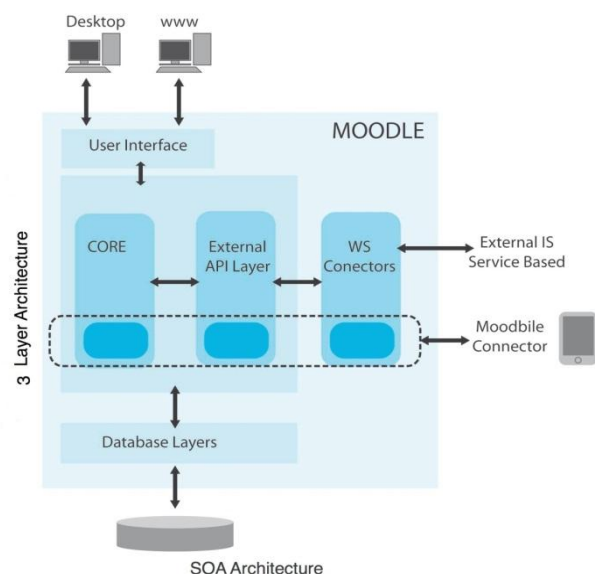 Desktop
www
MOODLE
User Interface
3 Layer Architecture
CORE
External
API Layer
WS
Conectors
External IS
Service Based
Moodbile
Connector
Database Layers
SOA Architecture